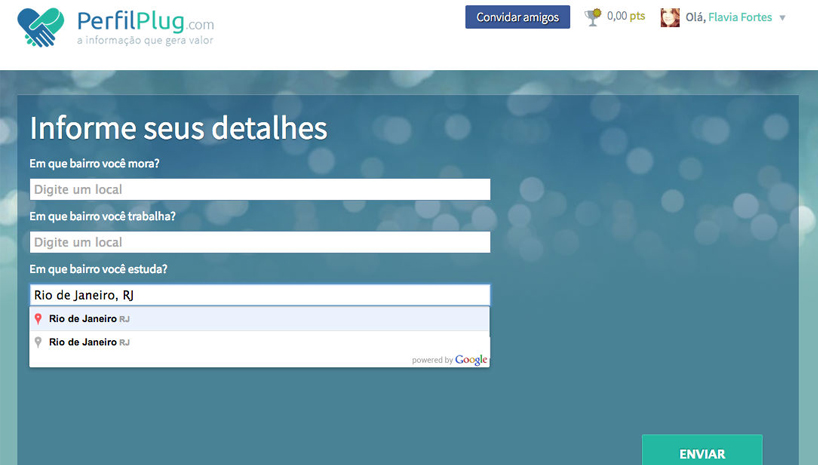 PerfilPlug.com
a informação que gera valor
Convidar amigos
0,00 pts
Olá, Flavia Fortes
Informe seus detalhes
Em que bairro você mora?
Digite um local
Em que bairro você trabalha?
Digite um local
Em que bairro você estuda?
Rio de Janeiro, RJ
Rio de Janeiro RJ
Rio de Janeiro RJ
powered by Google
ENVIAR